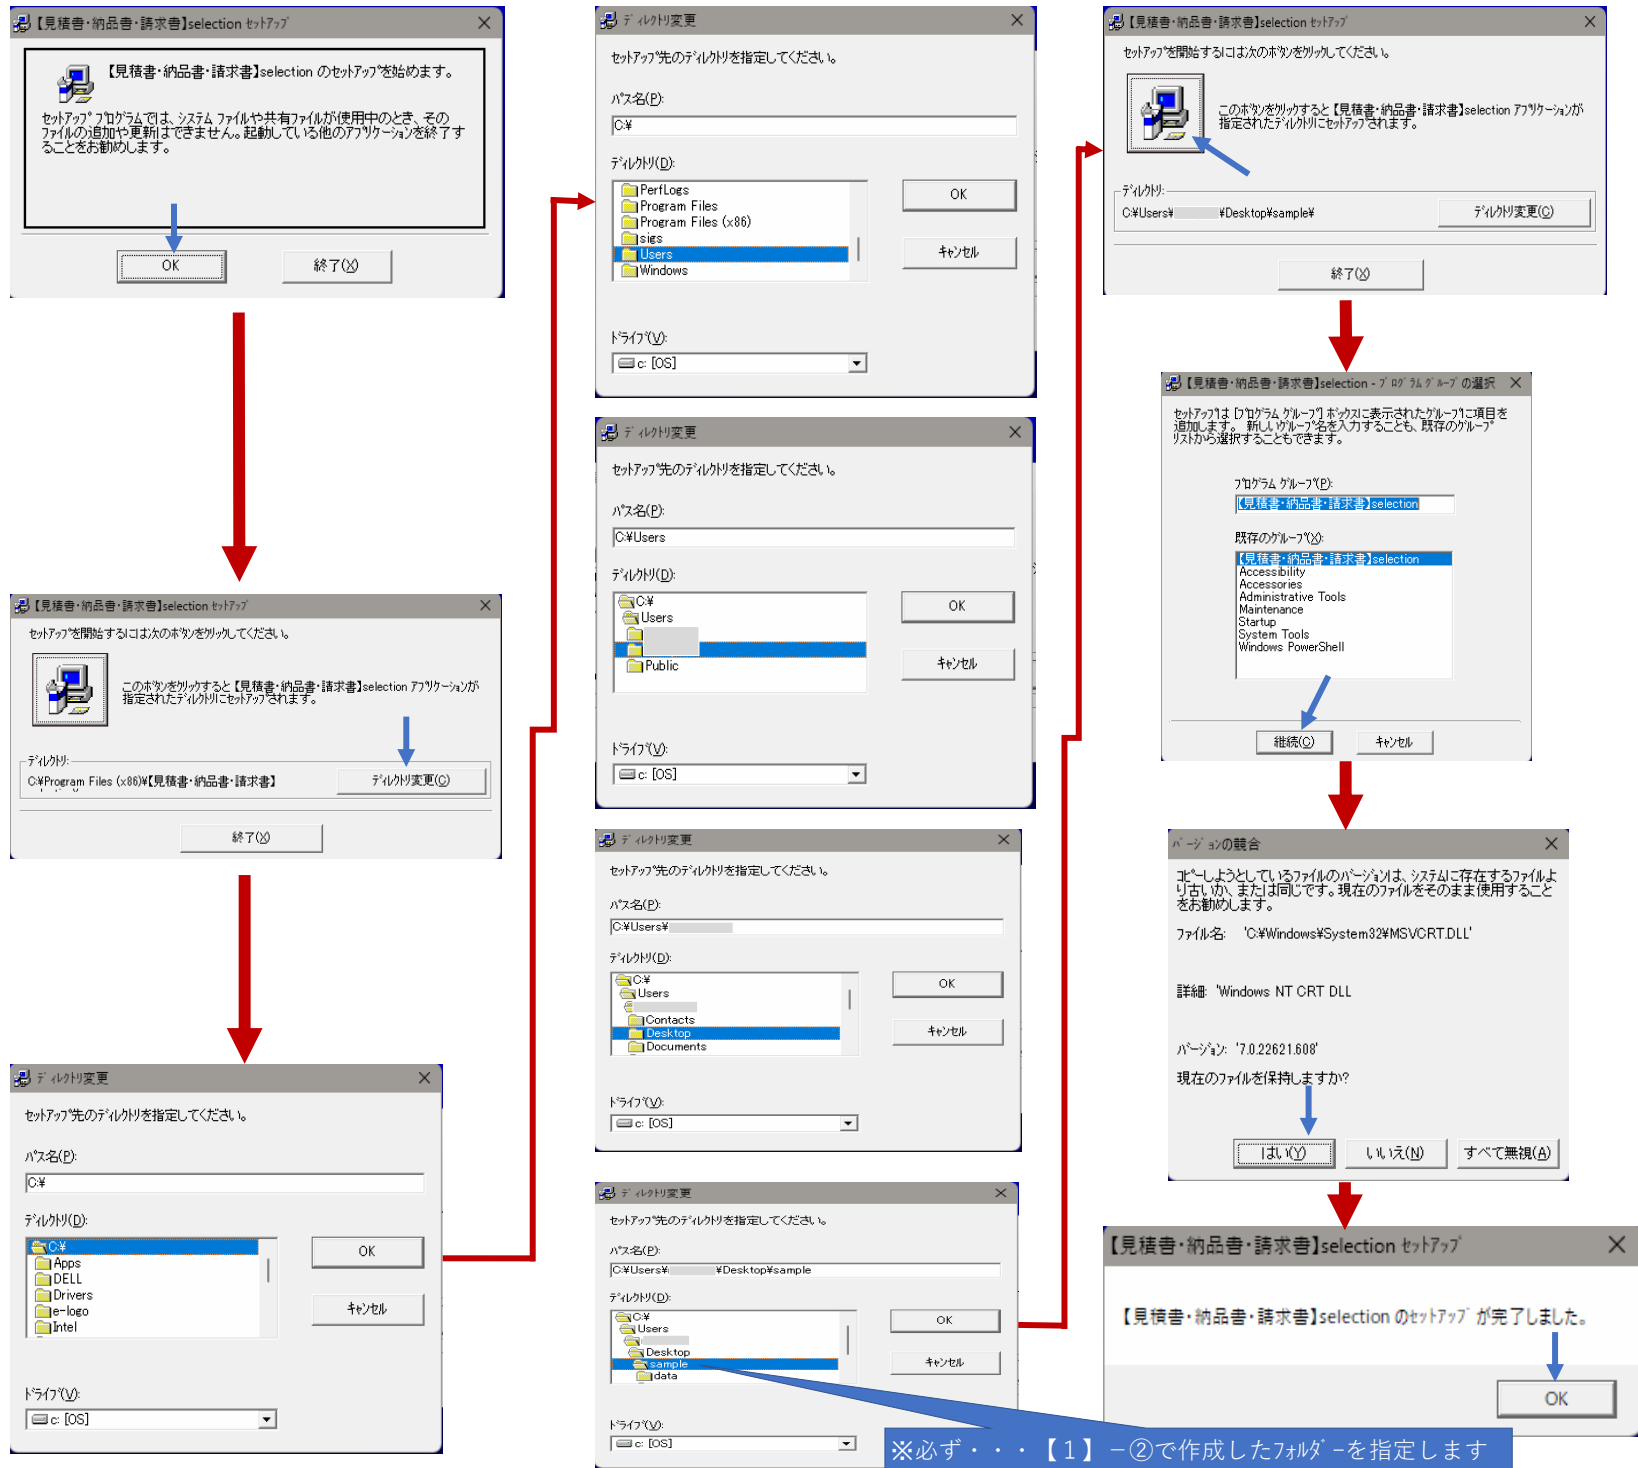 【見積書・納品書・請求書】selection ｾｯﾄｱｯﾌﾟ
【見積書・納品書・請求書】selection のｾｯﾄｱｯﾌﾟを始めます。
ｾｯﾄｱｯﾌﾟ ﾌﾟﾛｸﾞﾗﾑでは、ｼｽﾃﾑ ﾌｧｲﾙや共有ﾌｧｲﾙが使用中のとき、その
ﾌｧｲﾙの追加や更新はできません。起動している他のｱﾌﾟﾘｹｰｼｮﾝを終了す
ることをお勧めします。
OK
終了(X)
【見積書・納品書・請求書】selection ｾｯﾄｱｯﾌﾟ
ｾｯﾄｱｯﾌﾟを開始するには次のﾎﾞﾀﾝをｸﾘｯｸしてください。
このﾎﾞﾀﾝをｸﾘｯｸすると【見積書・納品書・請求書】selection ｱﾌﾟﾘｹｰｼｮﾝが
指定されたﾃﾞｨﾚｸﾄﾘにｾｯﾄｱｯﾌﾟされます。
ﾃﾞｨﾚｸﾄﾘ:
C:¥Program Files (x86)¥【見積書・納品書・請求書】
ﾃﾞｨﾚｸﾄﾘ変更(C)
終了(X)
ﾃﾞｨﾚｸﾄﾘ変更
ｾｯﾄｱｯﾌﾟ先のﾃﾞｨﾚｸﾄﾘを指定してください。
ﾊﾟｽ名(P):
C:¥
ﾃﾞｨﾚｸﾄﾘ(D):
C:¥
Apps
DELL
Drivers
e-logo
Intel
OK
ｷｬﾝｾﾙ
ﾄﾞﾗｲﾌﾞ(V):
c: [OS]
ﾃﾞｨﾚｸﾄﾘ変更
ｾｯﾄｱｯﾌﾟ先のﾃﾞｨﾚｸﾄﾘを指定してください。
ﾊﾟｽ名(P):
C:¥
ﾃﾞｨﾚｸﾄﾘ(D):
PerfLogs
Program Files
Program Files (x86)
sigs
Users
Windows
OK
ｷｬﾝｾﾙ
ﾄﾞﾗｲﾌﾞ(V):
c: [OS]
ﾃﾞｨﾚｸﾄﾘ変更
ｾｯﾄｱｯﾌﾟ先のﾃﾞｨﾚｸﾄﾘを指定してください。
ﾊﾟｽ名(P):
C:¥Users
ﾃﾞｨﾚｸﾄﾘ(D):
C:¥
Users
Public
OK
ｷｬﾝｾﾙ
ﾄﾞﾗｲﾌﾞ(V):
c: [OS]
ﾃﾞｨﾚｸﾄﾘ変更
ｾｯﾄｱｯﾌﾟ先のﾃﾞｨﾚｸﾄﾘを指定してください。
ﾊﾟｽ名(P):
C:¥Users¥
ﾃﾞｨﾚｸﾄﾘ(D):
C:¥
Users
Contacts
Desktop
Documents
OK
ｷｬﾝｾﾙ
ﾄﾞﾗｲﾌﾞ(V):
c: [OS]
ﾃﾞｨﾚｸﾄﾘ変更
ｾｯﾄｱｯﾌﾟ先のﾃﾞｨﾚｸﾄﾘを指定してください。
ﾊﾟｽ名(P):
C:¥Users¥ ¥Desktop¥sample
ﾃﾞｨﾚｸﾄﾘ(D):
C:¥
Users
Desktop
sample
data
OK
ｷｬﾝｾﾙ
ﾄﾞﾗｲﾌﾞ(V):
c: [OS]
※必ず・・・【１】－②で作成したﾌｫﾙﾀﾞｰを指定します
【見積書・納品書・請求書】selection ｾｯﾄｱｯﾌﾟ
ｾｯﾄｱｯﾌﾟを開始するには次のﾎﾞﾀﾝをｸﾘｯｸしてください。
このﾎﾞﾀﾝをｸﾘｯｸすると【見積書・納品書・請求書】selection ｱﾌﾟﾘｹｰｼｮﾝが
指定されたﾃﾞｨﾚｸﾄﾘにｾｯﾄｱｯﾌﾟされます。
ﾃﾞｨﾚｸﾄﾘ:
C:¥Users¥ ¥Desktop¥sample¥
ﾃﾞｨﾚｸﾄﾘ変更(C)
終了(X)
【見積書・納品書・請求書】selection - ﾌﾟﾛｸﾞﾗﾑ ｸﾞﾙｰﾌﾟの選択
ｾｯﾄｱｯﾌﾟは [ﾌﾟﾛｸﾞﾗﾑ ｸﾞﾙｰﾌﾟ] ﾎﾞｯｸｽに表示されたｸﾞﾙｰﾌﾟに項目を
追加します。 新しいｸﾞﾙｰﾌﾟ名を入力することも、既存のｸﾞﾙｰﾌﾟ
ﾘｽﾄから選択することもできます。
ﾌﾟﾛｸﾞﾗﾑ ｸﾞﾙｰﾌﾟ(P):
【見積書・納品書・請求書】selection
既存のｸﾞﾙｰﾌﾟ(X):
【見積書・納品書・請求書】selection
Accessibility
Accessories
Administrative Tools
Maintenance
Startup
System Tools
Windows PowerShell
継続(C)
ｷｬﾝｾﾙ
ﾊﾞｰｼﾞｮﾝの競合
ｺﾋﾟｰしようとしているﾌｧｲﾙのﾊﾞｰｼﾞｮﾝは、ｼｽﾃﾑに存在するﾌｧｲﾙよ
り古いか、または同じです。現在のﾌｧｲﾙをそのまま使用すること
をお勧めします。
ﾌｧｲﾙ名: 'C:¥Windows¥System32¥MSVCRT.DLL'
詳細: 'Windows NT CRT DLL
ﾊﾞｰｼﾞｮﾝ: '7.0.22621.608'
現在のﾌｧｲﾙを保持しますか?
はい(Y)
いいえ(N)
すべて無視(A)
【見積書・納品書・請求書】selection ｾｯﾄｱｯﾌﾟ
【見積書・納品書・請求書】selection のｾｯﾄｱｯﾌﾟが完了しました。
OK